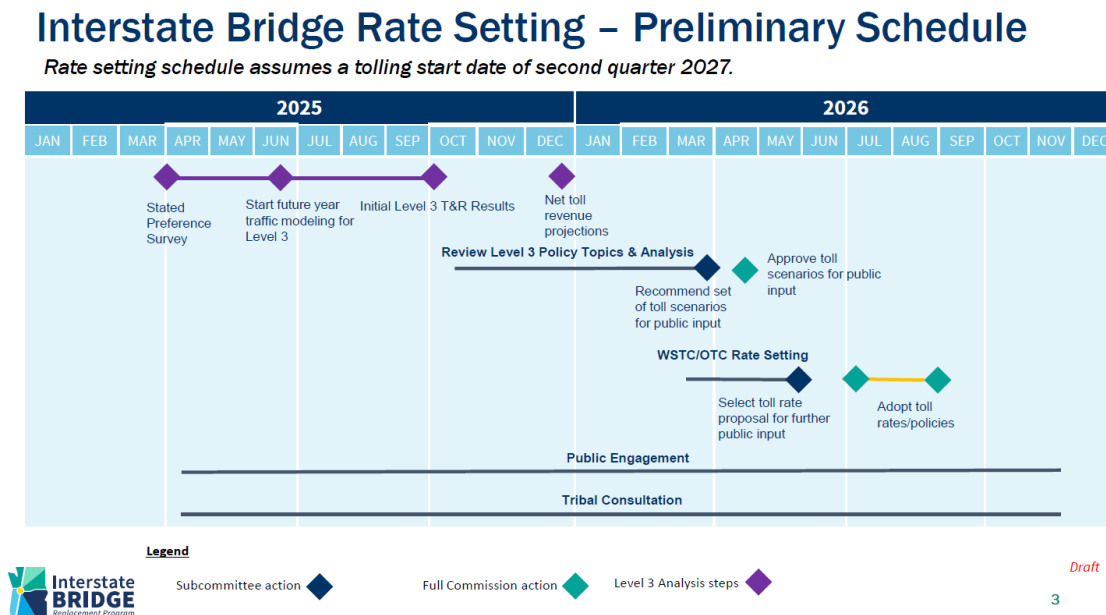 Interstate Bridge Rate Setting – Preliminary Schedule
Rate setting schedule assumes a tolling start date of second quarter 2027.
2025 2026
JAN FEB MAR APR MAY JUN JUL AUG SEP OCT NOV DEC JAN FEB MAR APR MAY JUN JUL AUG SEP OCT NOV DEC
Stated
Preference
Survey
Start future year
traffic modeling for
Level 3
Initial Level 3 T&R Results
Net toll
revenue
projections
Review Level 3 Policy Topics & Analysis
Recommend set
of toll scenarios
for public input
Approve toll
scenarios for public
input
WSTC/OTC Rate Setting
Select toll rate
proposal for further
public input
Adopt toll
rates/policies
Public Engagement
Tribal Consultation
Legend
Subcommittee action
Full Commission action
Level 3 Analysis steps
Draft
Interstate
BRIDGE
Replacement Program
3